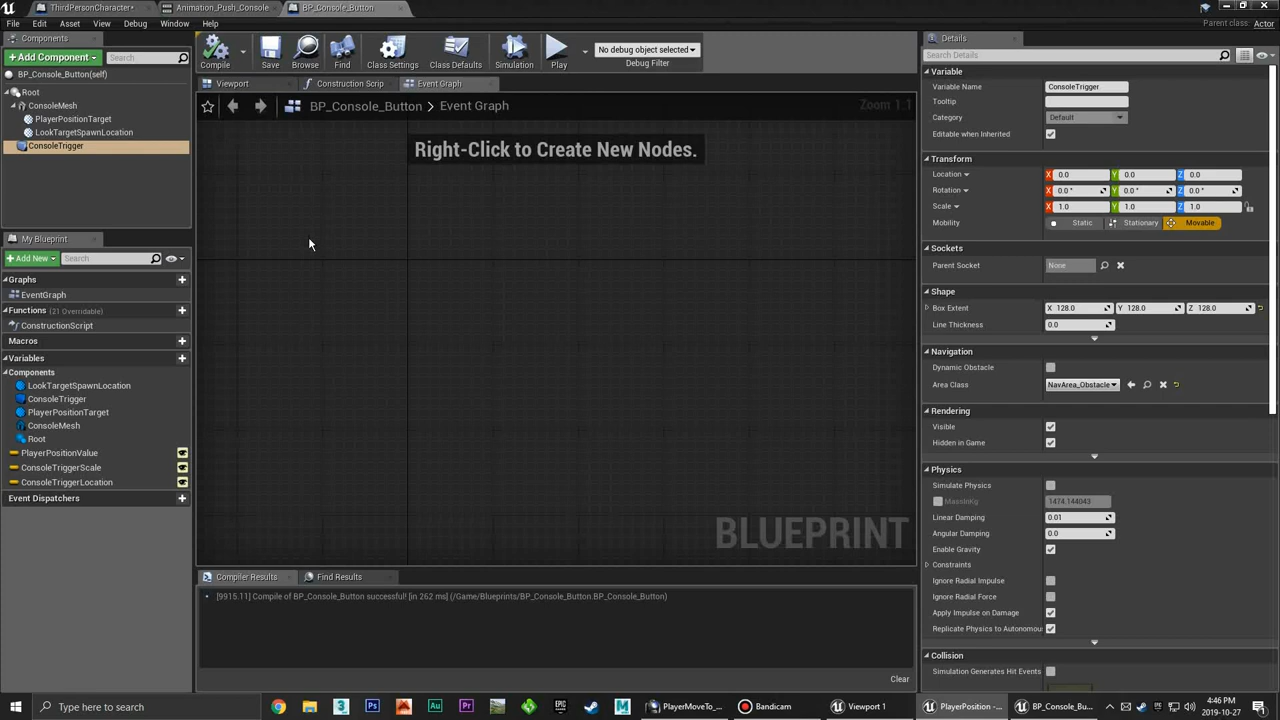 ThirdPersonCharacter*
Animation_Push_Console
BP_Console_Button
File Edit Asset View Debug Window Help
Parent class: Actor
Components
+ Add Component
Search
BP_Console_Button(self)
Root
ConsoleMesh
PlayerPositionTarget
LookTargetSpawnLocation
ConsoleTrigger
My Blueprint
+ Add New
Search
Graphs
EventGraph
Functions (21 Overridable)
ConstructionScript
Macros
Variables
Components
LookTargetSpawnLocation
ConsoleTrigger
PlayerPositionTarget
ConsoleMesh
Root
PlayerPositionValue
ConsoleTriggerScale
ConsoleTriggerLocation
Event Dispatchers
Compile Save Browse Find Class Settings Class Defaults Simulation Play
No debug object selected
Debug Filter
Viewport
Construction Scrip
Event Graph
BP_Console_Button > Event Graph
Zoom 1:1
Right-Click to Create New Nodes.
BLUEPRINT
Compiler Results
Find Results
[9915.11] Compile of BP_Console_Button successful! [in 262 ms] (/Game/Blueprints/BP_Console_Button.BP_Console_Button)
Clear
Details
Search Details
Variable
Variable Name ConsoleTrigger
Tooltip
Category Default
Editable when Inherited
Transform
Location X 0.0 Y 0.0 Z 0.0
Rotation X 0.0 ° Y 0.0 ° Z 0.0 °
Scale X 1.0 Y 1.0 Z 1.0
Mobility Static Stationary Movable
Sockets
Parent Socket None
Shape
Box Extent X 128.0 Y 128.0 Z 128.0
Line Thickness 0.0
Navigation
Dynamic Obstacle
Area Class NavArea_Obstacle
Rendering
Visible
Hidden in Game
Physics
Simulate Physics
MassInKg 1474.144043
Linear Damping 0.01
Angular Damping 0.0
Enable Gravity
Constraints
Ignore Radial Impulse
Ignore Radial Force
Apply Impulse on Damage
Replicate Physics to Autonomou
Collision
Simulation Generates Hit Events
Type here to search
PlayerMoveTo_...
Bandicam
Viewport 1
PlayerPosition -...
BP_Console_Bu...
4:46 PM
2019-10-27